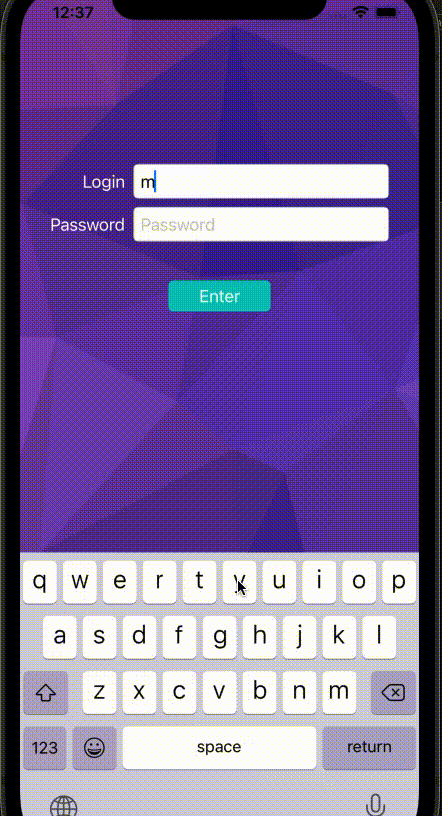 12:37
Login m
Password Password
Enter
q w e r t y u i o p
a s d f g h j k l
z x c v b n m
123 space return